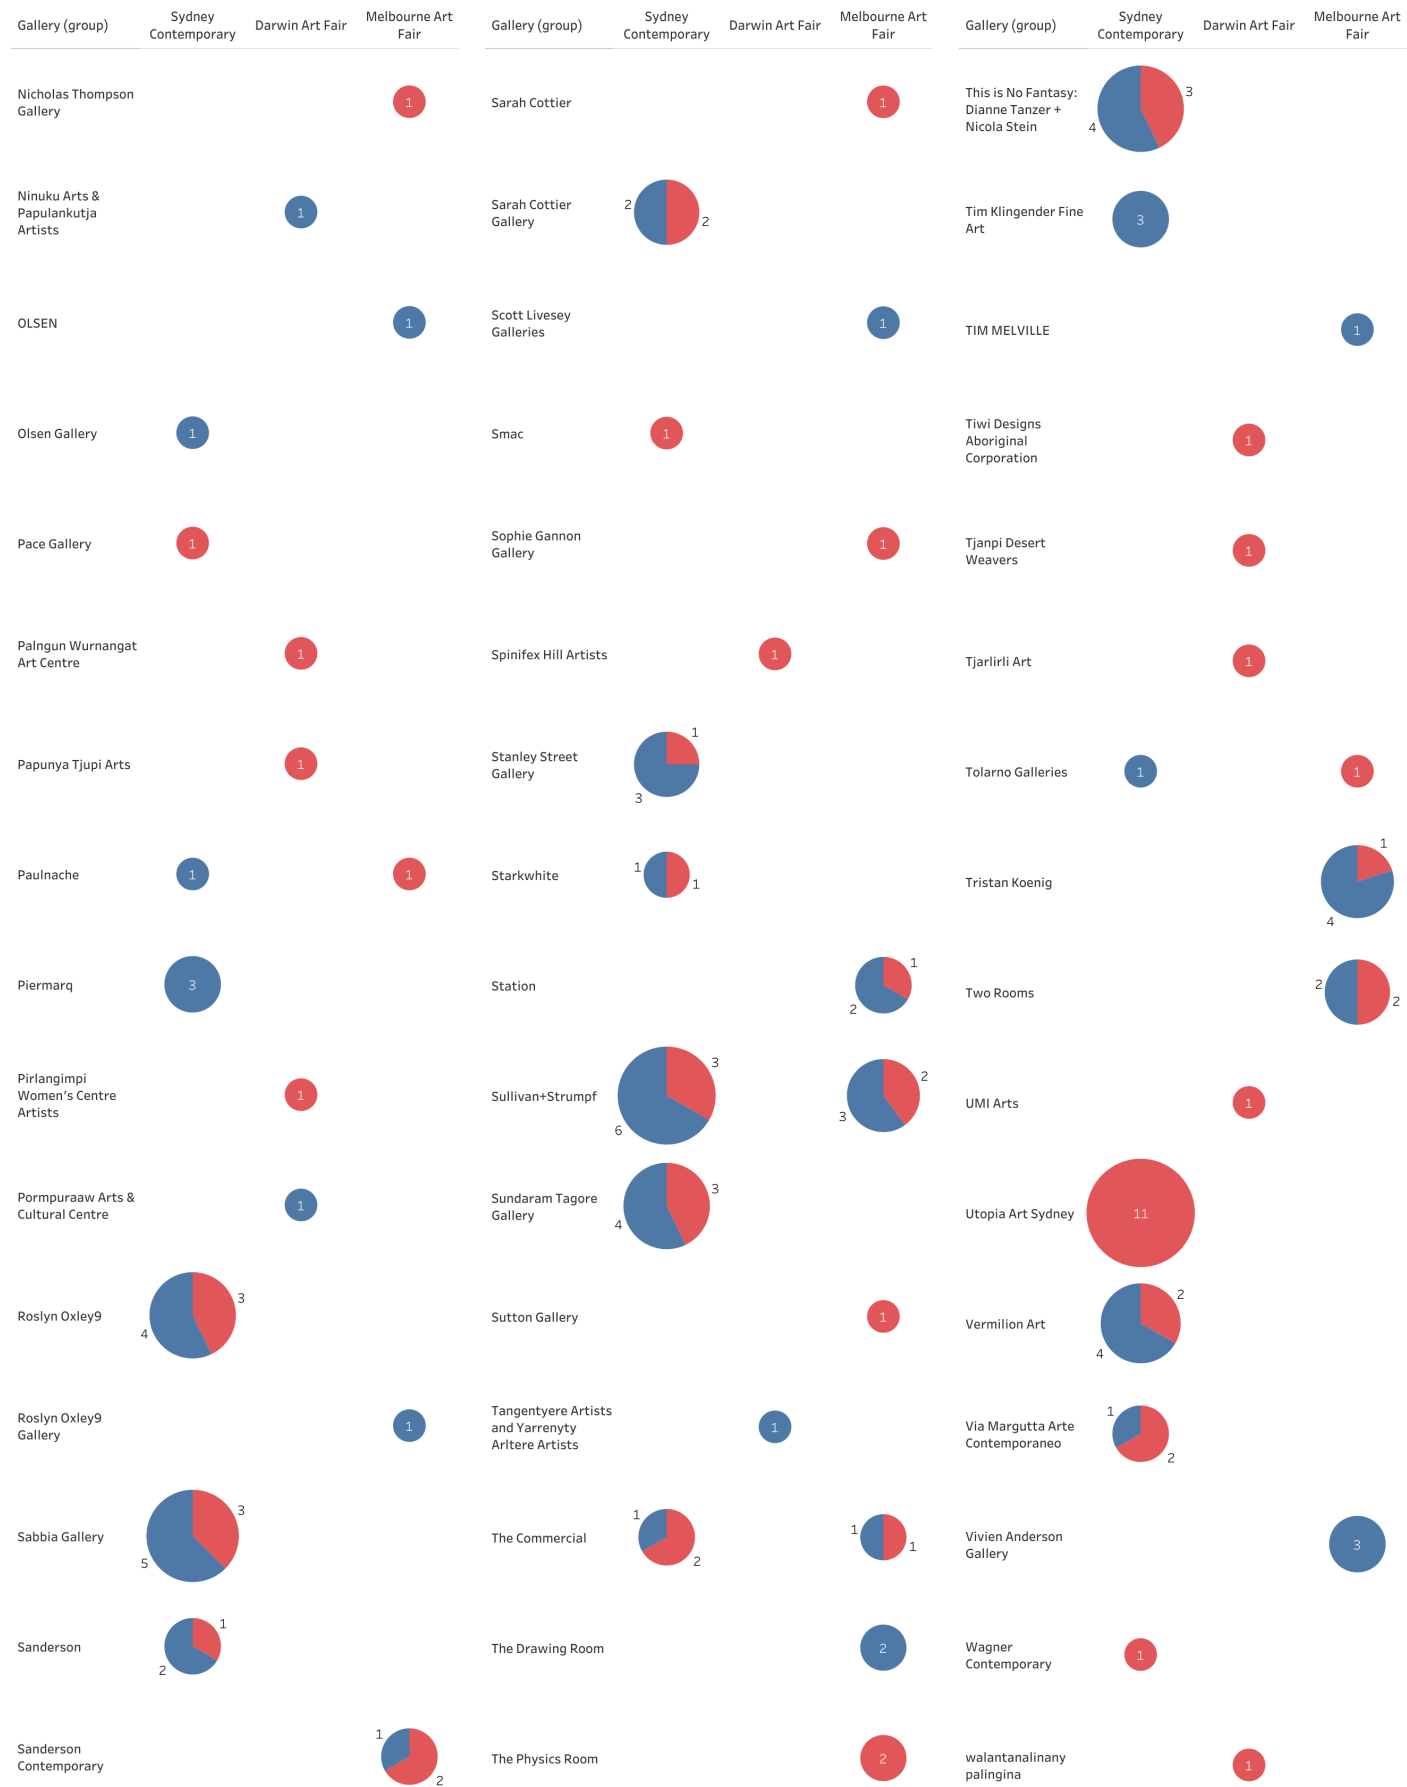 Gallery (group)
Sydney
Contemporary
Darwin Art Fair
Melbourne Art
Fair
Nicholas Thompson
Gallery
1
Ninuku Arts &
Papulankutja
Artists
1
OLSEN
1
Olsen Gallery
1
Pace Gallery
1
Palngun Wurnangat
Art Centre
1
Papunya Tjupi Arts
1
Paulnache
1
1
Piermarq
3
Pirlangimpi
Women's Centre
Artists
1
Pormpuraaw Arts &
Cultural Centre
1
Roslyn Oxley9
3
4
Roslyn Oxley9
Gallery
1
Sabbia Gallery
3
5
Sanderson
1
2
Sanderson
Contemporary
1
2
Gallery (group)
Sydney
Contemporary
Darwin Art Fair
Melbourne Art
Fair
Sarah Cottier
1
Sarah Cottier
Gallery
2
2
Scott Livesey
Galleries
1
Smac
1
Sophie Gannon
Gallery
1
Spinifex Hill Artists
1
Stanley Street
Gallery
1
3
Starkwhite
1
1
Station
1
2
Sullivan+Strumpf
3
6
2
3
Sundaram Tagore
Gallery
3
4
Sutton Gallery
1
Tangentyere Artists
and Yarrenyty
Arltere Artists
1
The Commercial
1
2
1
1
The Drawing Room
2
The Physics Room
2
Gallery (group)
Sydney
Contemporary
Darwin Art Fair
Melbourne Art
Fair
This is No Fantasy:
Dianne Tanzer +
Nicola Stein
3
4
Tim Klingender Fine
Art
3
TIM MELVILLE
1
Tiwi Designs
Aboriginal
Corporation
1
Tjanpi Desert
Weavers
1
Tjarlirli Art
1
Tolarno Galleries
1
1
Tristan Koenig
1
4
Two Rooms
2
2
UMI Arts
1
Utopia Art Sydney
11
Vermilion Art
2
4
Via Margutta Arte
Contemporaneo
1
2
Vivien Anderson
Gallery
3
Wagner
Contemporary
1
walantanalinany
palingina
1